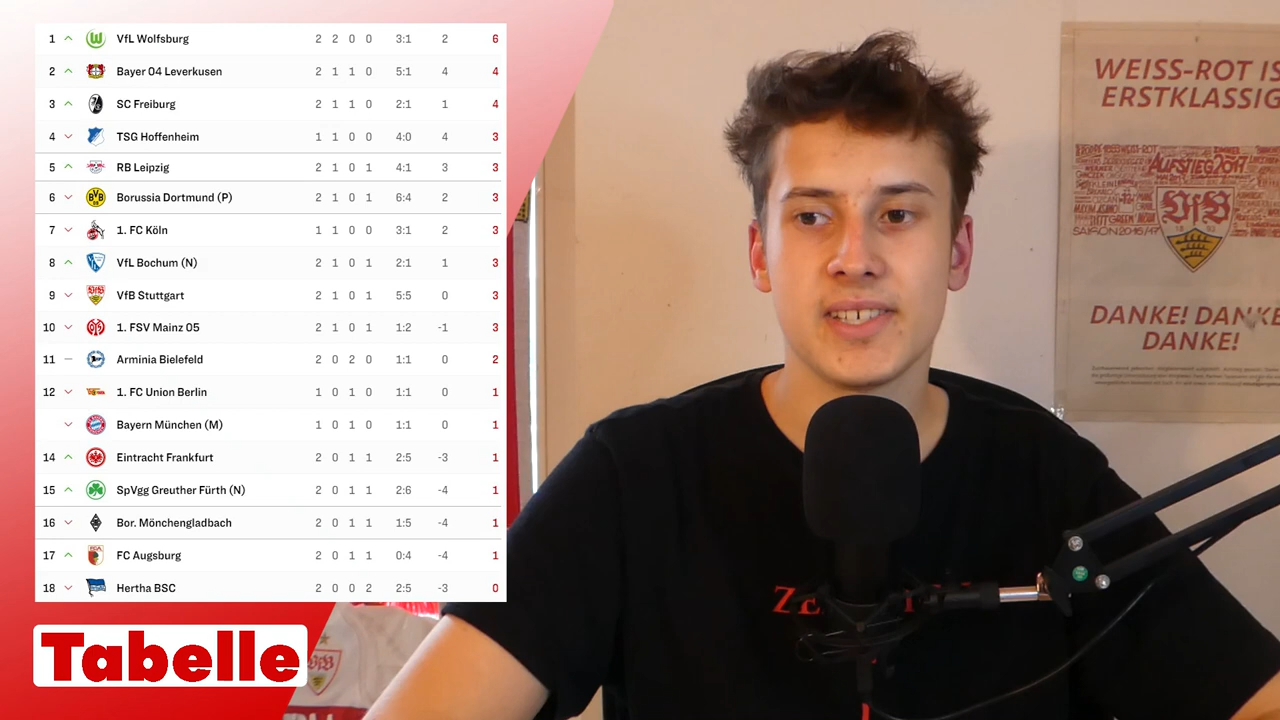 1 VfL Wolfsburg 2 2 0 0 3:1 2 6
2 Bayer 04 Leverkusen 2 1 1 0 5:1 4 4
3 SC Freiburg 2 1 1 0 2:1 1 4
4 TSG Hoffenheim 1 1 0 0 4:0 4 3
5 RB Leipzig 2 1 0 1 4:1 3 3
6 Borussia Dortmund (P) 2 1 0 1 6:4 2 3
7 1. FC Köln 1 1 0 0 3:1 2 3
8 VfL Bochum (N) 2 1 0 1 2:1 1 3
9 VfB Stuttgart 2 1 0 1 5:5 0 3
10 1. FSV Mainz 05 2 1 0 1 1:2 -1 3
11 Arminia Bielefeld 2 0 2 0 1:1 0 2
12 1. FC Union Berlin 1 0 1 0 1:1 0 1
Bayern München (M) 1 0 1 0 1:1 0 1
14 Eintracht Frankfurt 2 0 1 1 2:5 -3 1
15 SpVgg Greuther Fürth (N) 2 0 1 1 2:6 -4 1
16 Bor. Mönchengladbach 2 0 1 1 1:5 -4 1
17 FC Augsburg 2 0 1 1 0:4 -4 1
18 Hertha BSC 2 0 0 2 2:5 -3 0
Tabelle
WEISS-ROT IS
ERSTKLASSIG
AUFSTIEG 2017
VfB
18 93
SAISON 2016/17
DANKE! DANKE
DANKE!